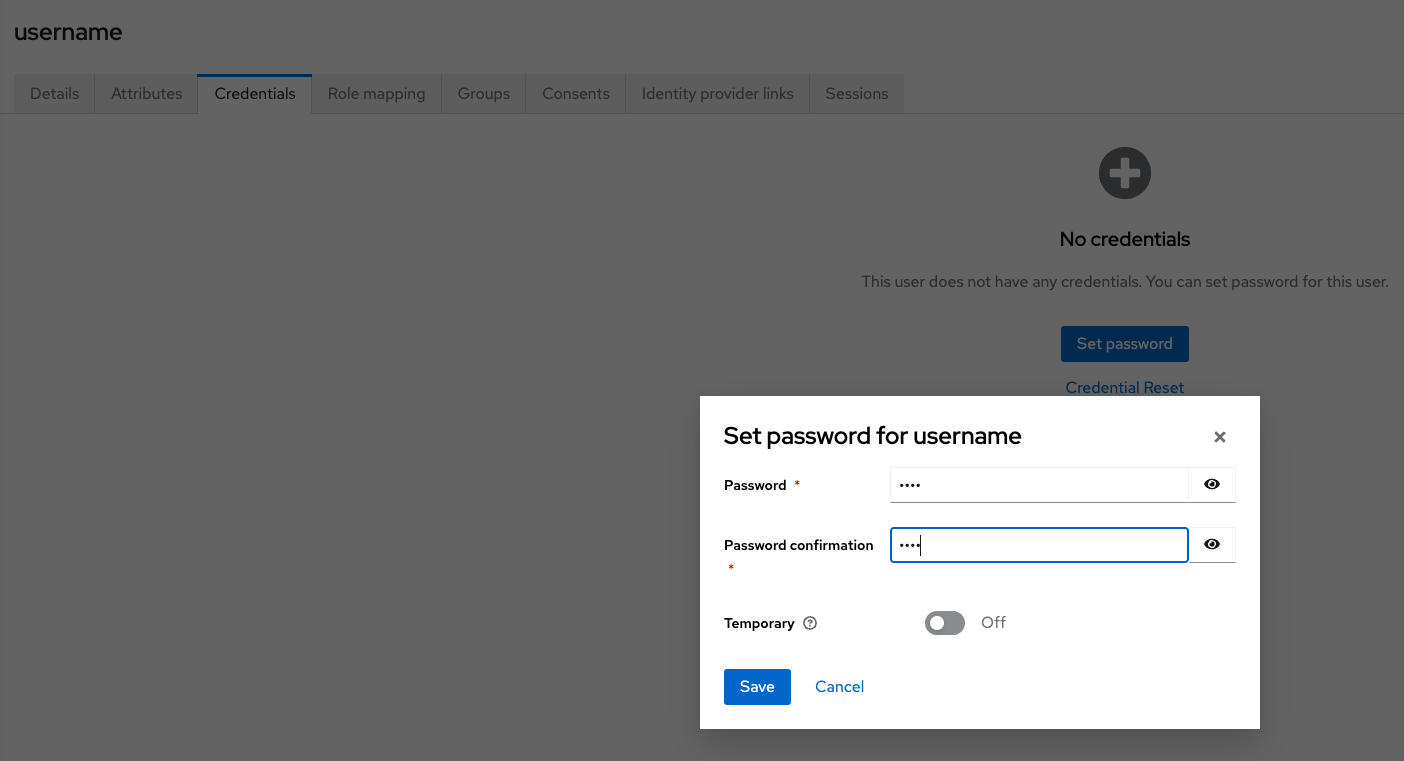 username
Details Attributes Credentials Role mapping Groups Consents Identity provider links Sessions
No credentials
This user does not have any credentials. You can set password for this user.
Set password
Credential Reset
Set password for username
Password *
••••
Password confirmation
*
••••
Temporary
Off
Save Cancel